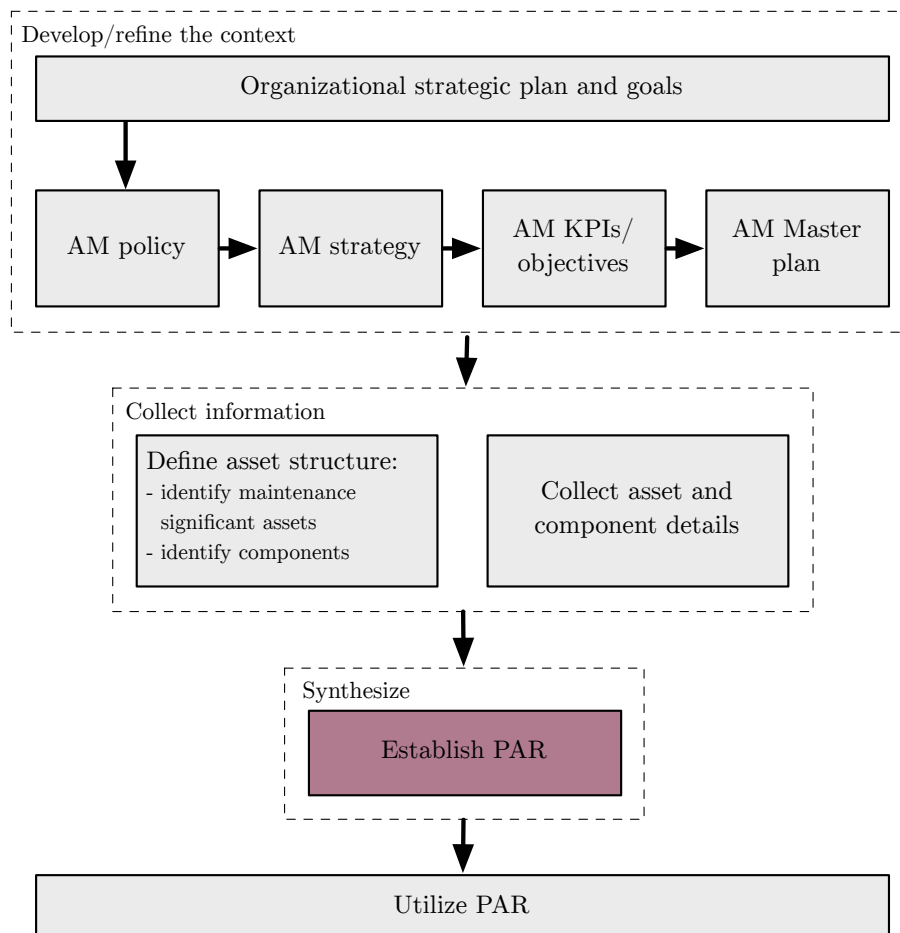 Develop/refine the context
Organizational strategic plan and goals
AM policy
AM strategy
AM KPIs/
objectives
AM Master
plan
Collect information
Define asset structure:
- identify maintenance
significant assets
- identify components
Collect asset and
component details
Synthesize
Establish PAR
Utilize PAR